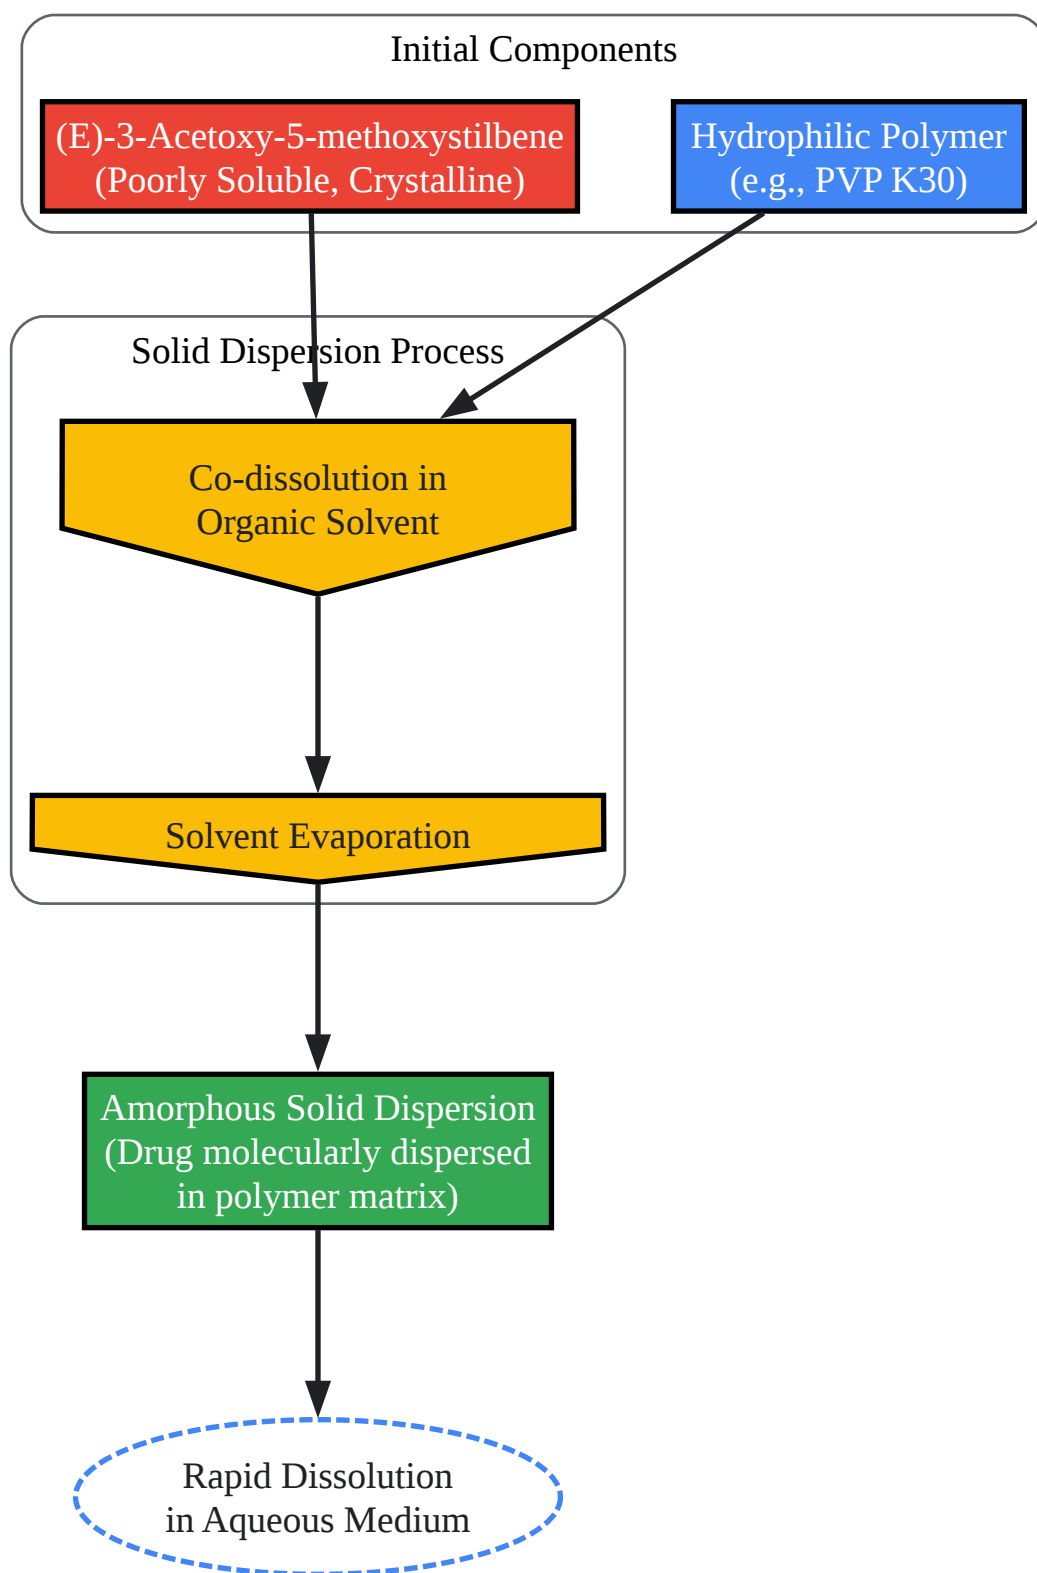 Initial Components
(E)-3-Acetoxy-5-methoxystilbene
(Poorly Soluble, Crystalline)
Hydrophilic Polymer
(e.g., PVP K30)
Solid Dispersion Process
Co-dissolution in
Organic Solvent
Solvent Evaporation
Amorphous Solid Dispersion
(Drug molecularly dispersed
in polymer matrix)
Rapid Dissolution
in Aqueous Medium